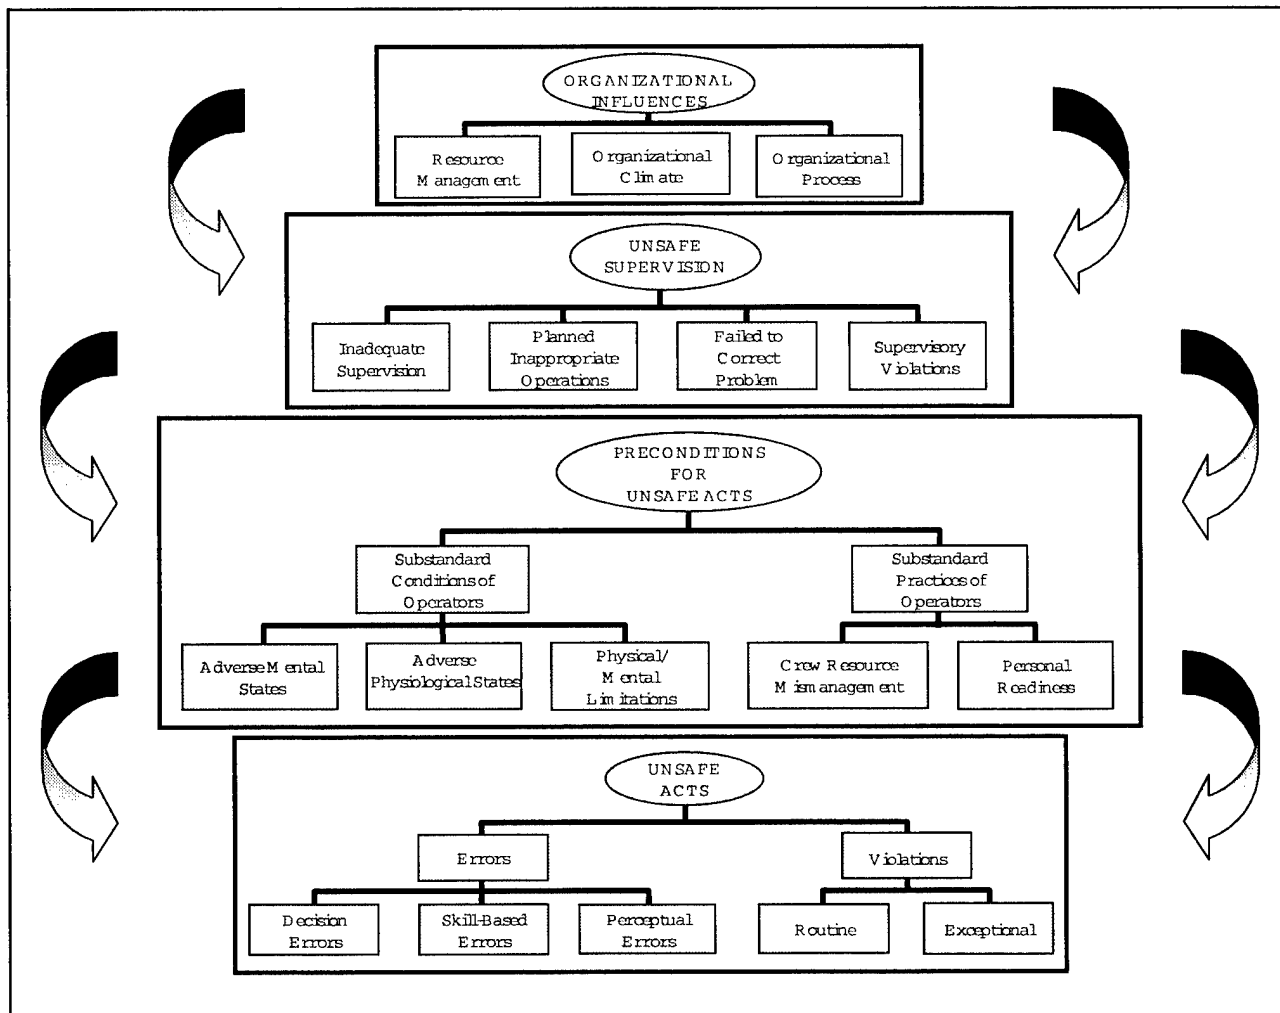 ORGANIZATIONAL
INFLUENCES
Resource
Management
Organizational
Climate
Organizational
Process
UNSAFE
SUPERVISION
Inadequate
Supervision
Planned
Inappropriate
Operations
Failed to
Correct
Problem
Supervisory
Violations
PRECONDITIONS
FOR
UNSAFE ACTS
Substandard
Conditions of
Operators
Substandard
Practices of
Operators
Adverse Mental
States
Adverse
Physiological States
Physical/
Mental
Limitations
Crew Resource
Mismanagement
Personal
Readiness
UNSAFE
ACTS
Errors
Violations
Decision
Errors
Skill-Based
Errors
Perceptual
Errors
Routine
Exceptional